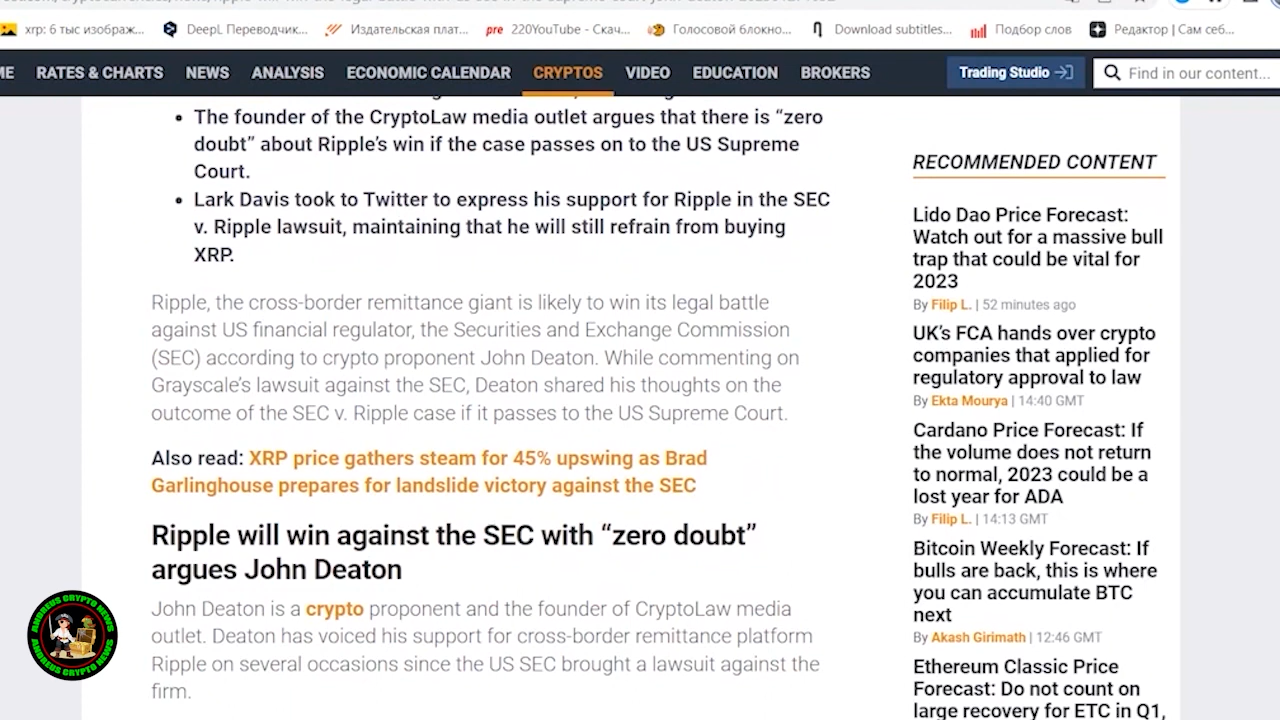 хrp: 6 тыс изображ...
DeepL Переводчик...
Издательская плат...
pre 220YouTube - Скач...
Голосовой блокно...
Download subtitles...
Подбор слов
Редактор | Сам себ...
ME
RATES & CHARTS
NEWS
ANALYSIS
ECONOMIC CALENDAR
CRYPTOS
VIDEO
EDUCATION
BROKERS
Trading Studio
Find in our content...
The founder of the CryptoLaw media outlet argues that there is “zero
doubt” about Ripple’s win if the case passes on to the US Supreme
Court.
Lark Davis took to Twitter to express his support for Ripple in the SEC
v. Ripple lawsuit, maintaining that he will still refrain from buying
XRP.
Ripple, the cross-border remittance giant is likely to win its legal battle
against US financial regulator, the Securities and Exchange Commission
(SEC) according to crypto proponent John Deaton. While commenting on
Grayscale’s lawsuit against the SEC, Deaton shared his thoughts on the
outcome of the SEC v. Ripple case if it passes to the US Supreme Court.
Also read: XRP price gathers steam for 45% upswing as Brad
Garlinghouse prepares for landslide victory against the SEC
Ripple will win against the SEC with “zero doubt”
argues John Deaton
John Deaton is a crypto proponent and the founder of CryptoLaw media
outlet. Deaton has voiced his support for cross-border remittance platform
Ripple on several occasions since the US SEC brought a lawsuit against the
firm.
RECOMMENDED CONTENT
Lido Dao Price Forecast:
Watch out for a massive bull
trap that could be vital for
2023
By Filip L. | 52 minutes ago
UK’s FCA hands over crypto
companies that applied for
regulatory approval to law
By Ekta Mourya | 14:40 GMT
Cardano Price Forecast: If
the volume does not return
to normal, 2023 could be a
lost year for ADA
By Filip L. | 14:13 GMT
Bitcoin Weekly Forecast: If
bulls are back, this is where
you can accumulate BTC
next
By Akash Girimath | 12:46 GMT
Ethereum Classic Price
Forecast: Do not count on
large recovery for ETC in Q1,
ANDREUS CRYPTO NEWS
ANDREUS CRYPTO NEWS